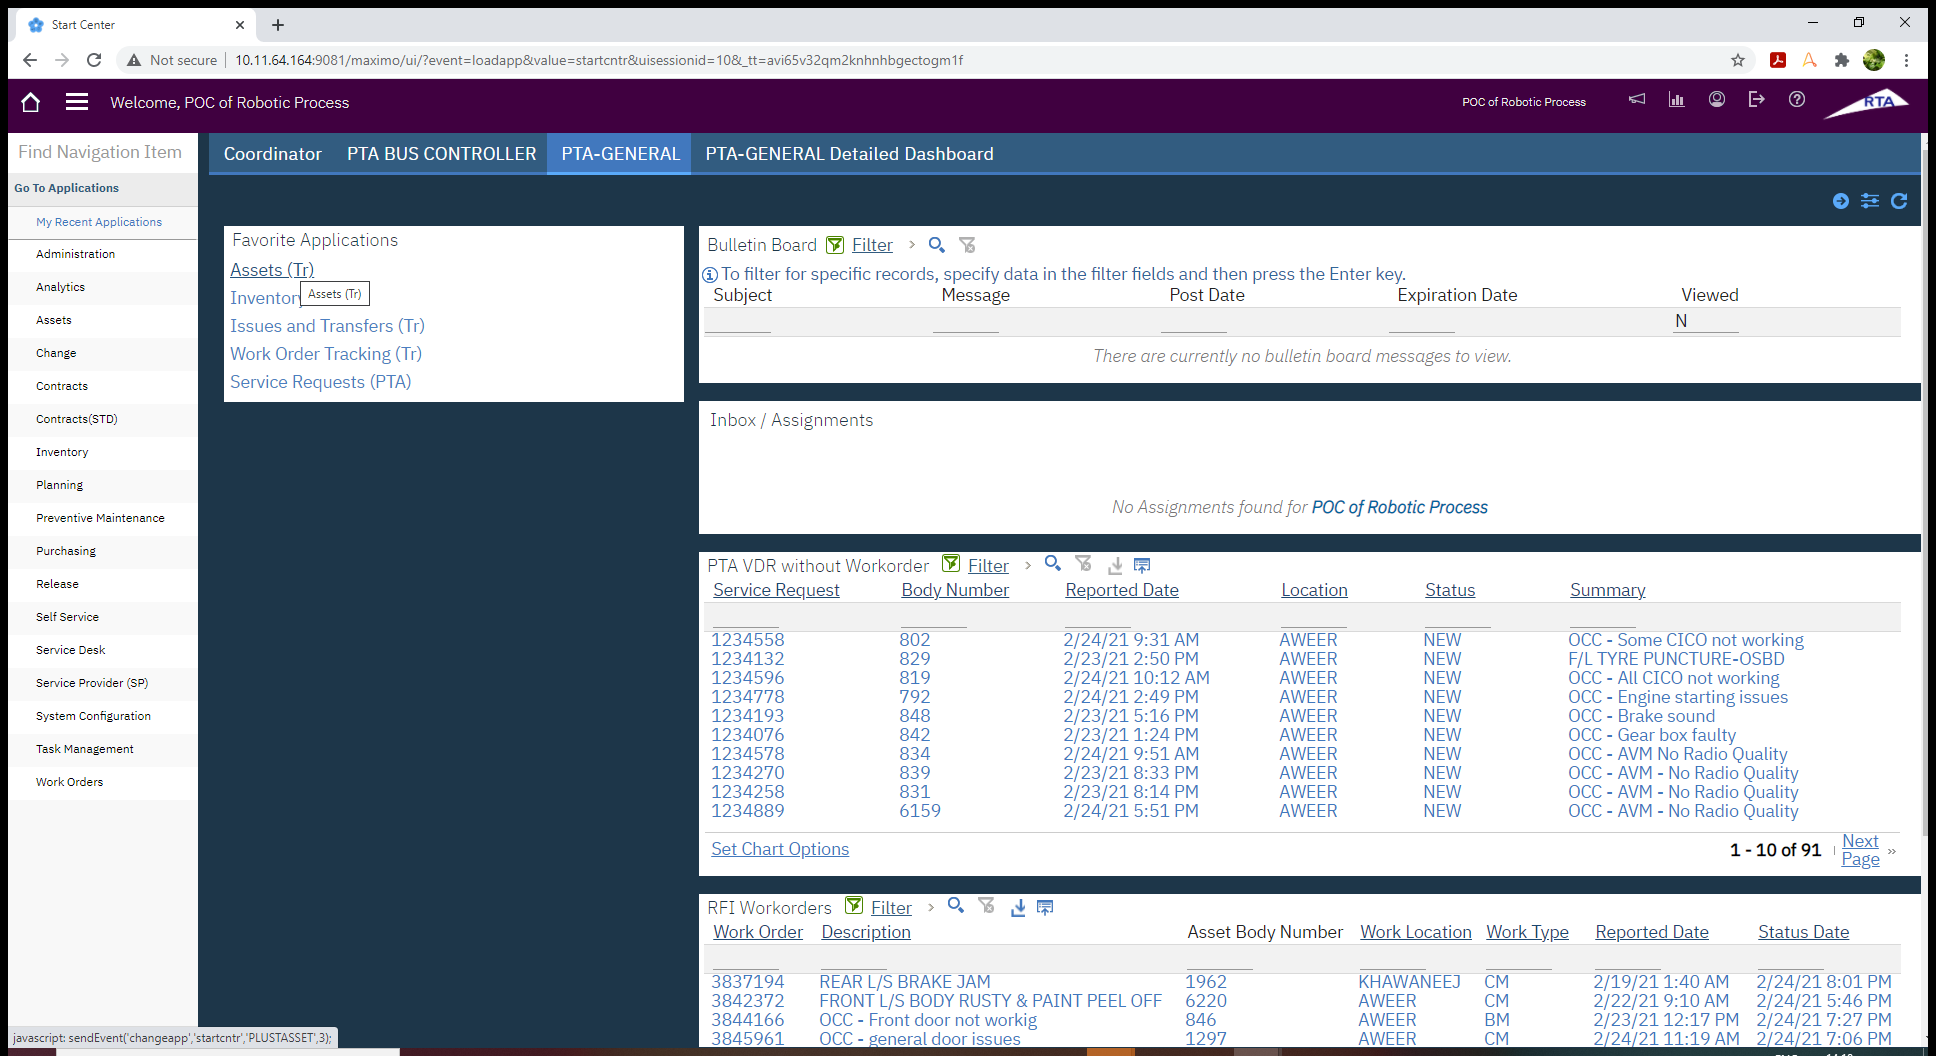 Start Center
Not secure
10.11.64.164:9081/maximo/ui/?event=loadapp&value=startcntr&uisessionid=10&_tt=avi65v32qm2knhnhbgectogm1f
Welcome, POC of Robotic Process
POC of Robotic Process
RTA
Find Navigation Item
Go To Applications
My Recent Applications
Administration
Analytics
Assets
Change
Contracts
Contracts(STD)
Inventory
Planning
Preventive Maintenance
Purchasing
Release
Self Service
Service Desk
Service Provider (SP)
System Configuration
Task Management
Work Orders
Coordinator PTA BUS CONTROLLER PTA-GENERAL PTA-GENERAL Detailed Dashboard
Favorite Applications
Assets (Tr)
Inventory
Assets (Tr)
Issues and Transfers (Tr)
Work Order Tracking (Tr)
Service Requests (PTA)
Bulletin Board Filter
To filter for specific records, specify data in the filter fields and then press the Enter key.
Subject Message Post Date Expiration Date Viewed
N
There are currently no bulletin board messages to view.
Inbox / Assignments
No Assignments found for POC of Robotic Process
PTA VDR without Workorder Filter
Service Request Body Number Reported Date Location Status Summary
1234558 802 2/24/21 9:31 AM AWEER NEW OCC - Some CICO not working
1234132 829 2/23/21 2:50 PM AWEER NEW F/L TYRE PUNCTURE-OSBD
1234596 819 2/24/21 10:12 AM AWEER NEW OCC - All CICO not working
1234778 792 2/24/21 2:49 PM AWEER NEW OCC - Engine starting issues
1234193 848 2/23/21 5:16 PM AWEER NEW OCC - Brake sound
1234076 842 2/23/21 1:24 PM AWEER NEW OCC - Gear box faulty
1234578 834 2/24/21 9:51 AM AWEER NEW OCC - AVM No Radio Quality
1234270 839 2/23/21 8:33 PM AWEER NEW OCC - AVM - No Radio Quality
1234258 831 2/23/21 8:14 PM AWEER NEW OCC - AVM - No Radio Quality
1234889 6159 2/24/21 5:51 PM AWEER NEW OCC - AVM - No Radio Quality
Set Chart Options
1 - 10 of 91
Next
Page
RFI Workorders Filter
Work Order Description Asset Body Number Work Location Work Type Reported Date Status Date
3837194 REAR L/S BRAKE JAM 1962 KHAWANEEJ CM 2/19/21 1:40 AM 2/24/21 8:01 PM
3842372 FRONT L/S BODY RUSTY & PAINT PEEL OFF 6220 AWEER CM 2/22/21 9:10 AM 2/24/21 5:46 PM
3844166 OCC - Front door not workig 846 AWEER BM 2/23/21 12:17 PM 2/24/21 7:27 PM
3845961 OCC - general door issues 1297 AWEER CM 2/24/21 11:19 AM 2/24/21 7:06 PM
javascript: sendEvent('changeapp','startcntr','PLUSTASSET',3);